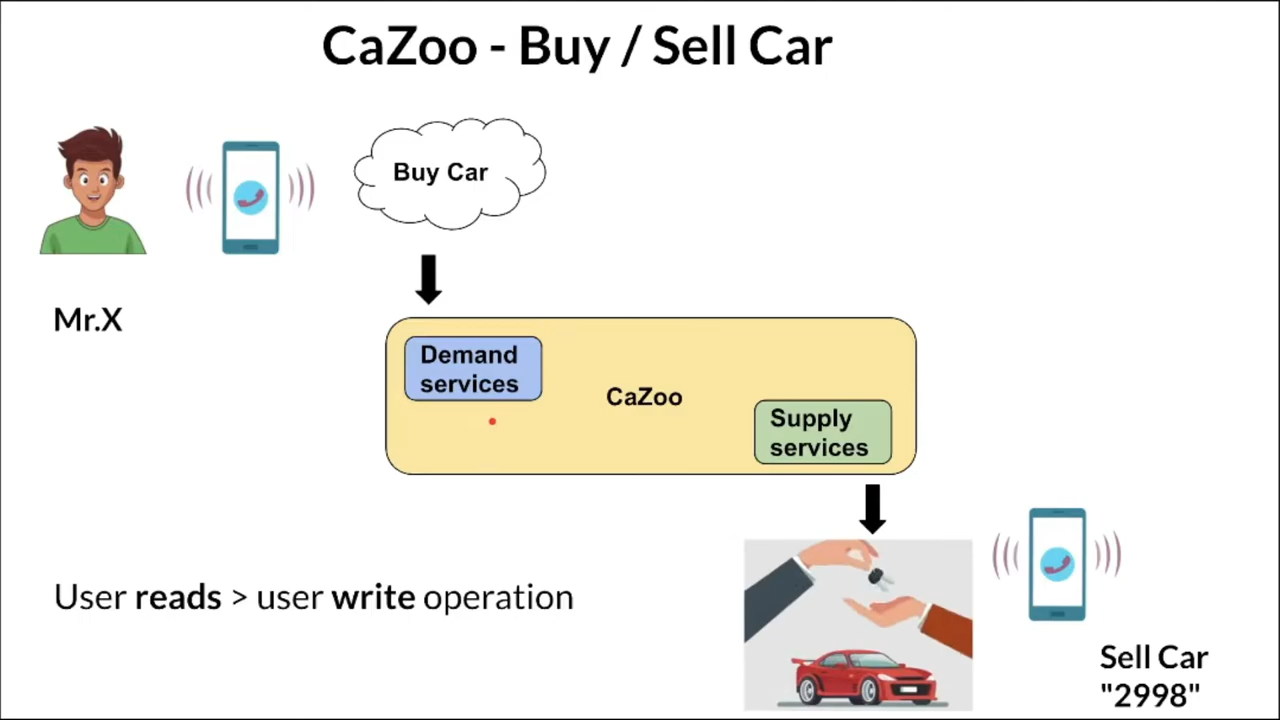 CaZoo - Buy / Sell Car
Buy Car
Mr.X
Demand
services
CaZoo
Supply
services
User reads > user write operation
Sell Car
"2998"